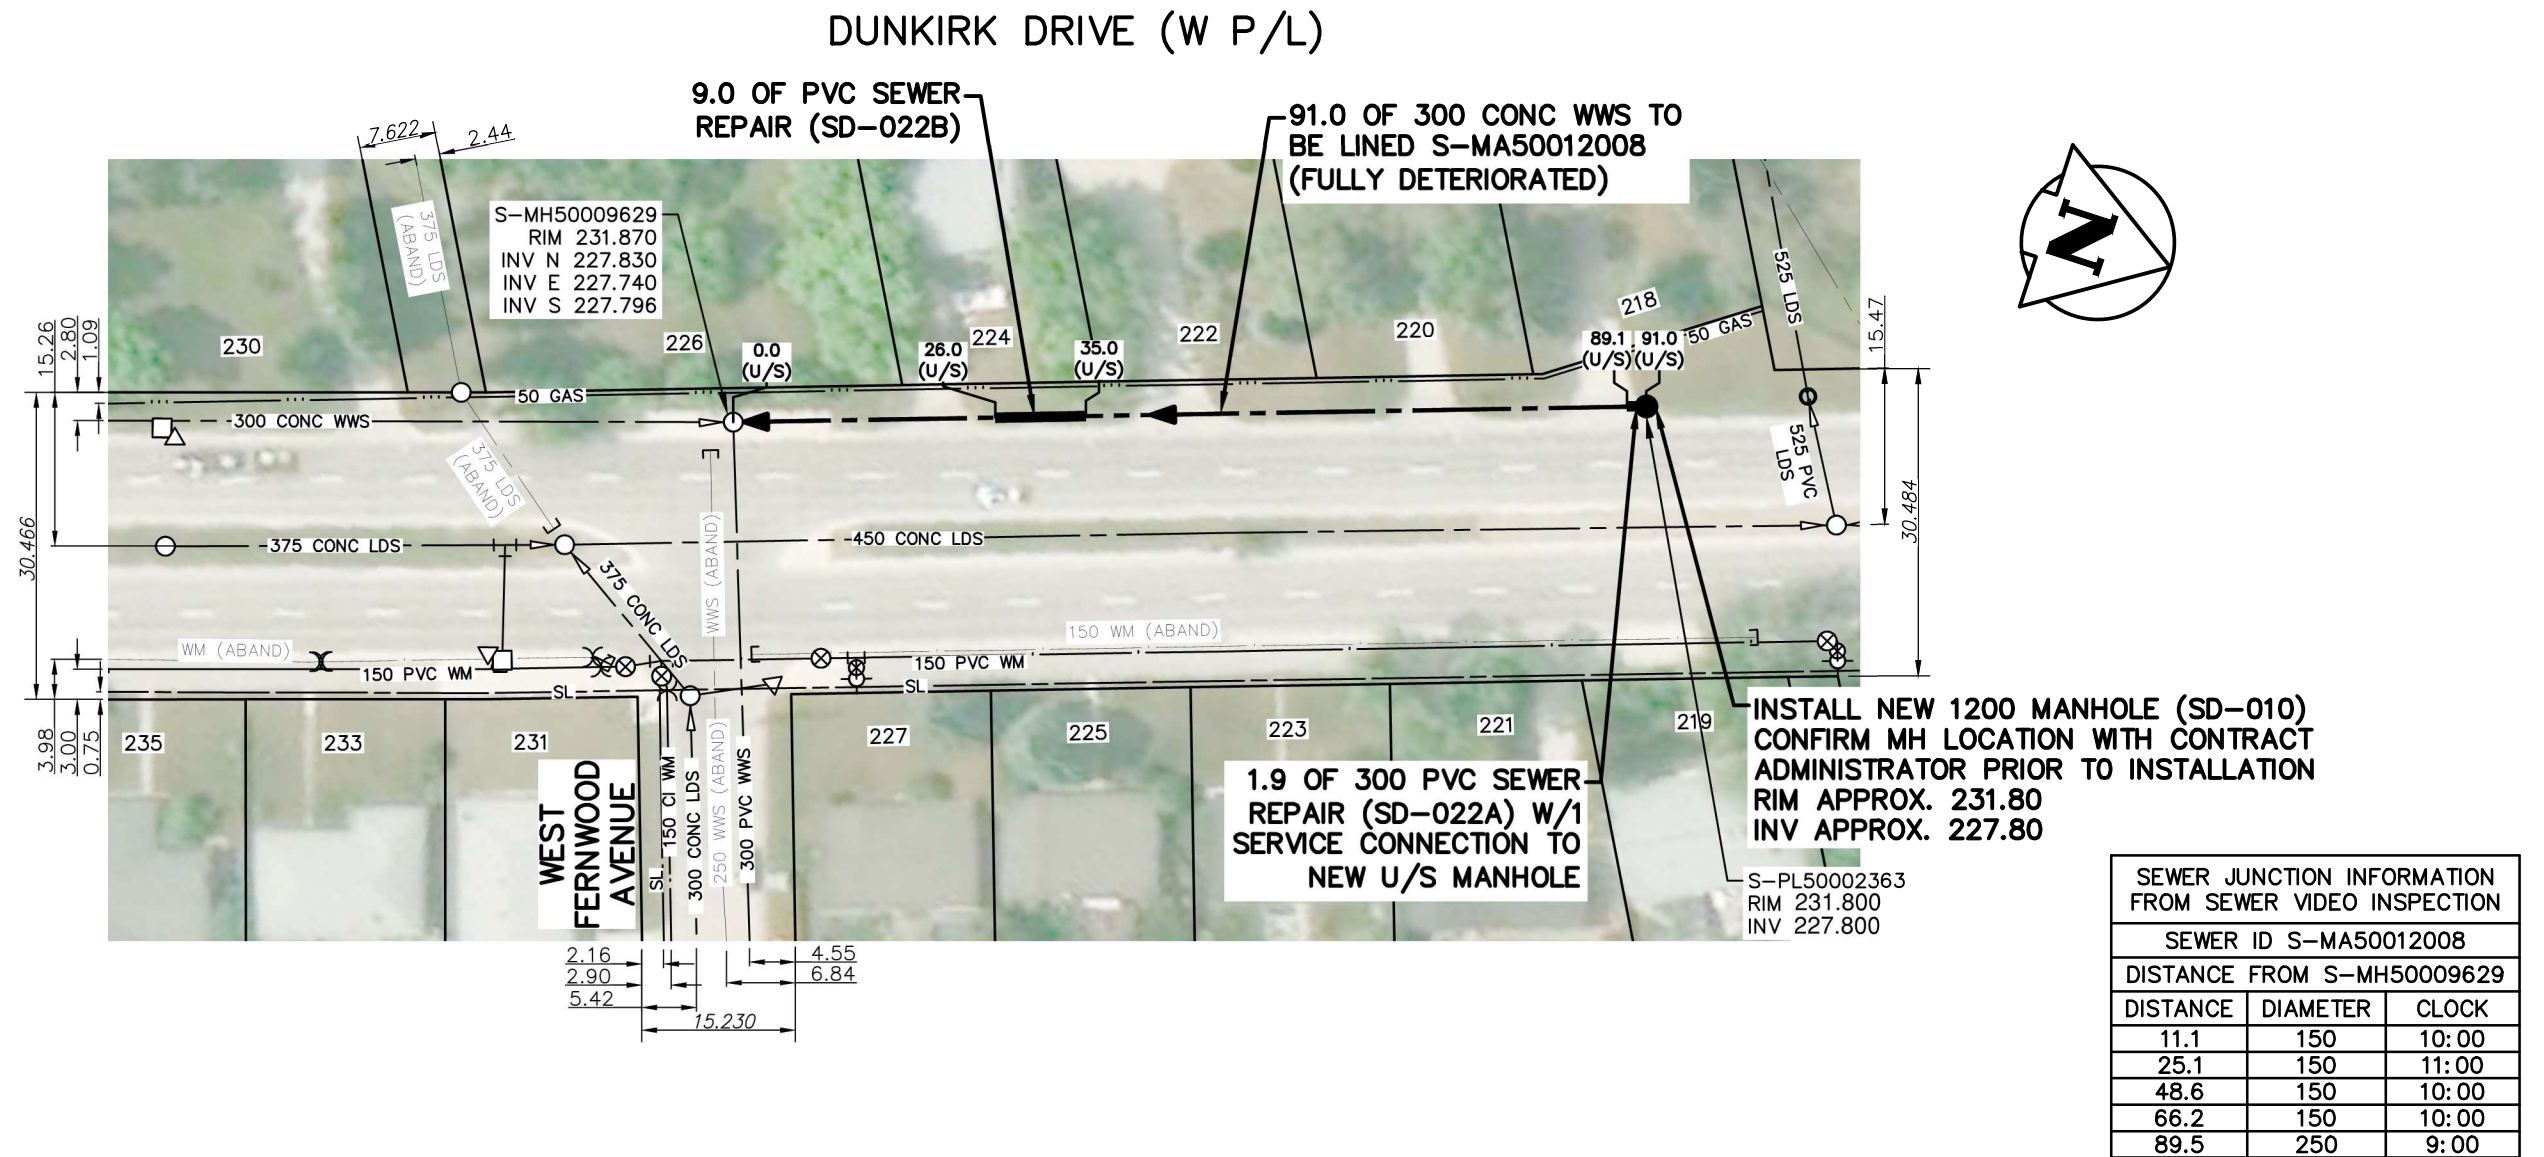 DUNKIRK DRIVE (W P/L)
9.0 OF PVC SEWER
REPAIR (SD-022B)
91.0 OF 300 CONC WWS TO
BE LINED S-MA50012008
(FULLY DETERIORATED)
7.622
2.44
375 LDS
(ABAND)
S-MH50009629
RIM 231.870
INV N 227.830
INV E 227.740
INV S 227.796
N
15.26
2.80
1.09
230
226
0.0
(U/S)
26.0
(U/S)
224
35.0
(U/S)
222
220
218
89.1
(U/S)
91.0
(U/S)
50 GAS
525 LDS
15.47
50 GAS
300 CONC WWS
375 LDS
(ABAND)
525 PVC
LDS
30.466
30.484
375 CONC LDS
450 CONC LDS
375 CONC LDS
WWS (ABAND)
WM (ABAND)
150 WM (ABAND)
150 PVC WM
150 PVC WM
SL
SL
3.98
3.00
0.75
235
233
231
227
225
223
221
219
WEST
FERNWOOD
AVENUE
SL
150 CI WM
300 CONC LDS
250 WWS (ABAND)
300 PVC WWS
INSTALL NEW 1200 MANHOLE (SD-010)
CONFIRM MH LOCATION WITH CONTRACT
ADMINISTRATOR PRIOR TO INSTALLATION
RIM APPROX. 231.80
INV APPROX. 227.80
1.9 OF 300 PVC SEWER
REPAIR (SD-022A) W/1
SERVICE CONNECTION TO
NEW U/S MANHOLE
S-PL50002363
RIM 231.800
INV 227.800
2.16
2.90
5.42
4.55
6.84
15.230
SEWER JUNCTION INFORMATION
FROM SEWER VIDEO INSPECTION
SEWER ID S-MA50012008
DISTANCE FROM S-MH50009629
DISTANCE DIAMETER CLOCK
11.1 150 10:00
25.1 150 11:00
48.6 150 10:00
66.2 150 10:00
89.5 250 9:00